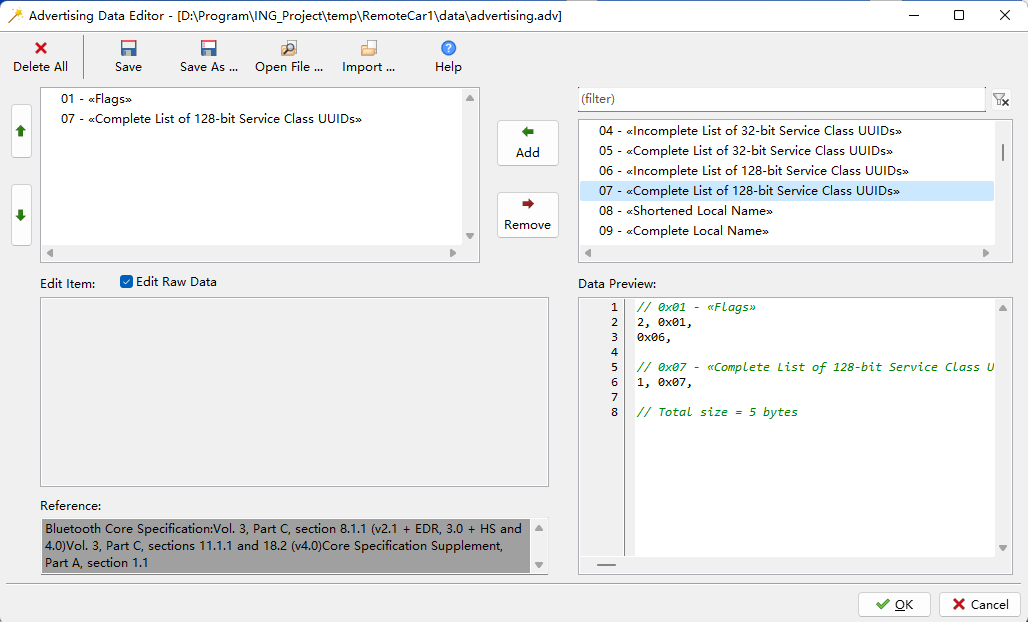 Advertising Data Editor - [D:\Program\ING_Project\temp\RemoteCar1\data\advertising.adv]
Delete All
Save
Save As ...
Open File ...
Import ...
Help
01 - «Flags»
07 - «Complete List of 128-bit Service Class UUIDs»
Add
Remove
(filter)
04 - «Incomplete List of 32-bit Service Class UUIDs»
05 - «Complete List of 32-bit Service Class UUIDs»
06 - «Incomplete List of 128-bit Service Class UUIDs»
07 - «Complete List of 128-bit Service Class UUIDs»
08 - «Shortened Local Name»
09 - «Complete Local Name»
Edit Item:
Edit Raw Data
Data Preview:
1 // 0x01 - «Flags»
2 2, 0x01,
3 0x06,
4
5 // 0x07 - «Complete List of 128-bit Service Class U
6 1, 0x07,
7
8 // Total size = 5 bytes
Reference:
Bluetooth Core Specification:Vol. 3, Part C, section 8.1.1 (v2.1 + EDR, 3.0 + HS and
4.0)Vol. 3, Part C, sections 11.1.1 and 18.2 (v4.0)Core Specification Supplement,
Part A, section 1.1
OK
Cancel